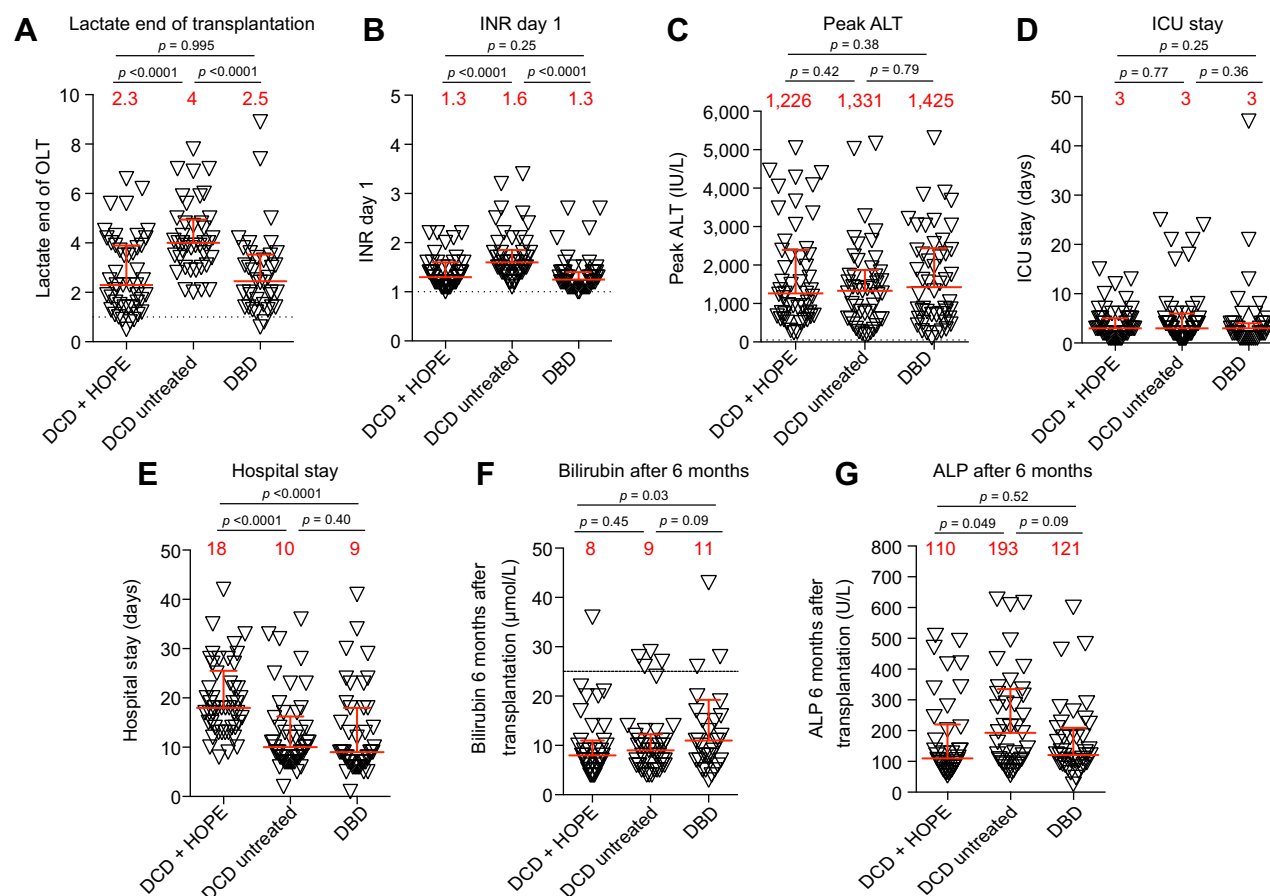 A
Lactate end of transplantation
p = 0.995
p <0.0001 p <0.0001
2.3 4 2.5
Lactate end of OLT
10
8
6
4
2
0
DCD + HOPE
DCD untreated
DBD
B
INR day 1
p = 0.25
p <0.0001 p <0.0001
1.3 1.6 1.3
INR day 1
5
4
3
2
1
0
DCD + HOPE
DCD untreated
DBD
C
Peak ALT
p = 0.38
p = 0.42 p = 0.79
1,226 1,331 1,425
Peak ALT (IU/L)
6,000
5,000
4,000
3,000
2,000
1,000
0
DCD + HOPE
DCD untreated
DBD
D
ICU stay
p = 0.25
p = 0.77 p = 0.36
3 3 3
ICU stay (days)
50
40
30
20
10
0
DCD + HOPE
DCD untreated
DBD
E
Hospital stay
p <0.0001
p <0.0001 p = 0.40
18 10 9
Hospital stay (days)
50
40
30
20
10
0
DCD + HOPE
DCD untreated
DBD
F
Bilirubin after 6 months
p = 0.03
p = 0.45 p = 0.09
8 9 11
Bilirubin 6 months after
transplantation (μmol/L)
50
40
30
20
10
0
DCD + HOPE
DCD untreated
DBD
G
ALP after 6 months
p = 0.52
p = 0.049 p = 0.09
110 193 121
ALP 6 months after
transplantation (U/L)
800
700
600
500
400
300
200
100
0
DCD + HOPE
DCD untreated
DBD